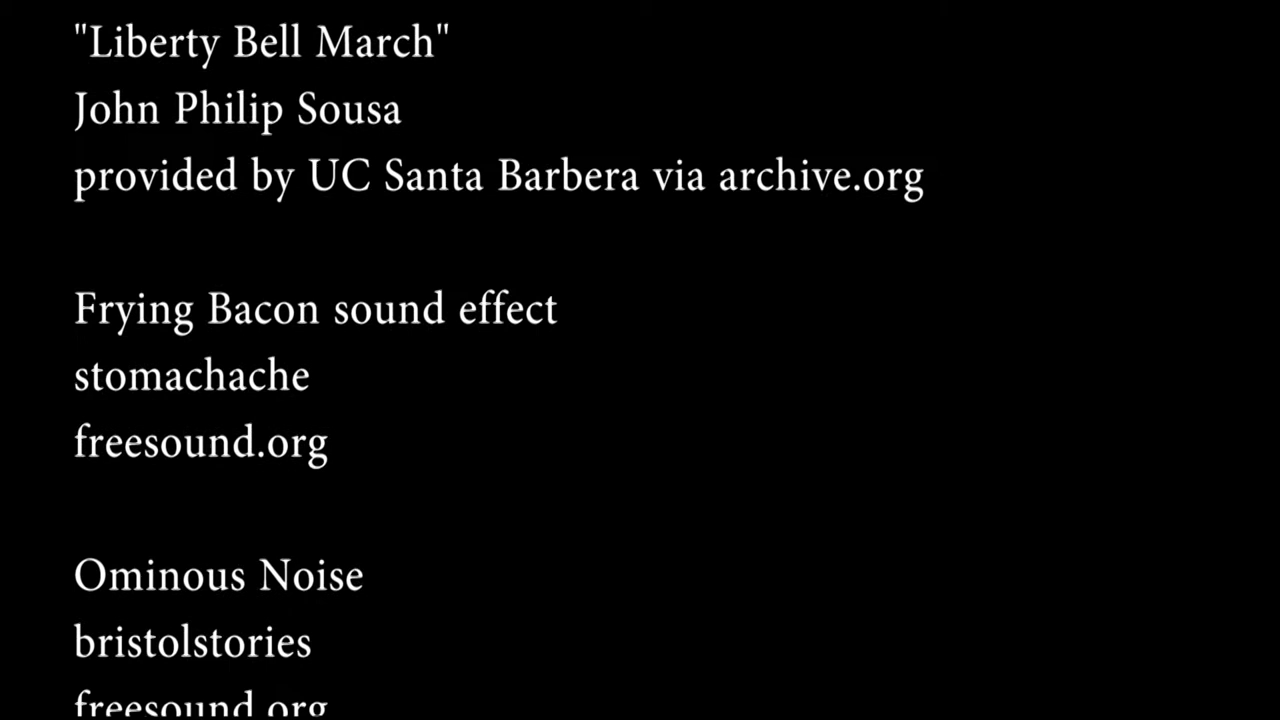 "Liberty Bell March"
John Philip Sousa
provided by UC Santa Barbera via archive.org
Frying Bacon sound effect
stomachache
freesound.org
Ominous Noise
bristolstories
freesound.org